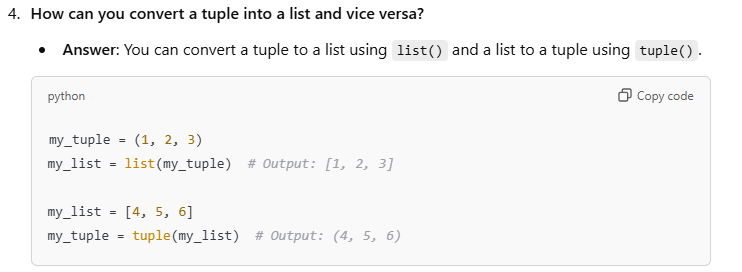 4. How can you convert a tuple into a list and vice versa?
• Answer: You can convert a tuple to a list using list() and a list to a tuple using tuple().
python Copy code
my_tuple = (1, 2, 3)
my_list = list(my_tuple)  # Output: [1, 2, 3]
my_list = [4, 5, 6]
my_tuple = tuple(my_list)  # Output: (4, 5, 6)